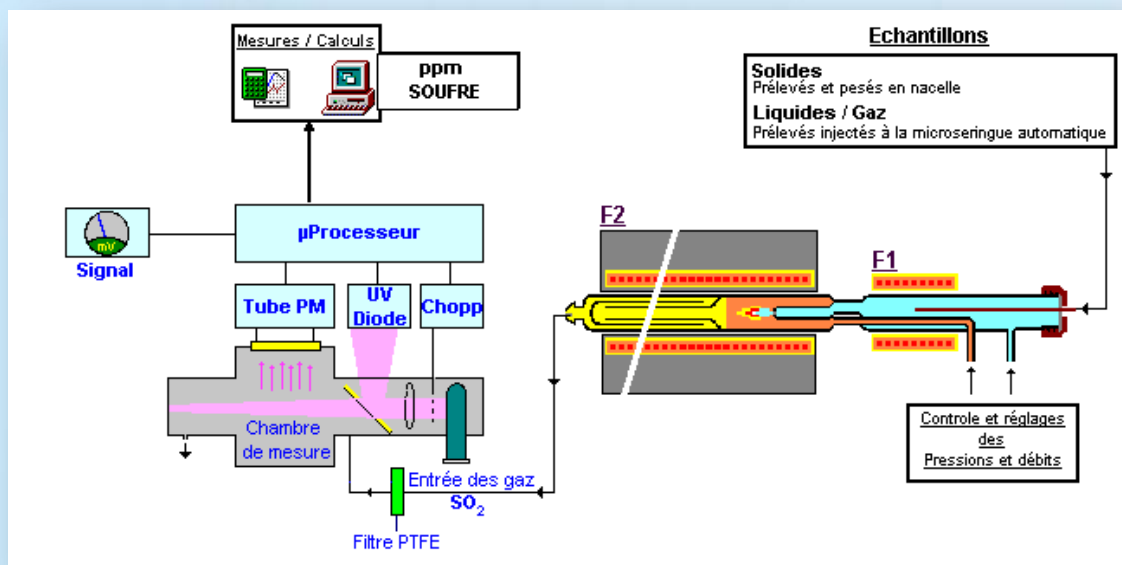 Mesures / Calculs
ppm
SOUFRE
Echantillons
Solides
Prélevés et pesés en nacelle
Liquides / Gaz
Prélevés injectés à la microseringue automatique
mV
Signal
µProcesseur
Tube PM
UV
Diode
Chopp
F2
F1
Chambre
de mesure
Entrée des gaz
SO2
Filtre PTFE
Controle et réglages
des
Pressions et débits